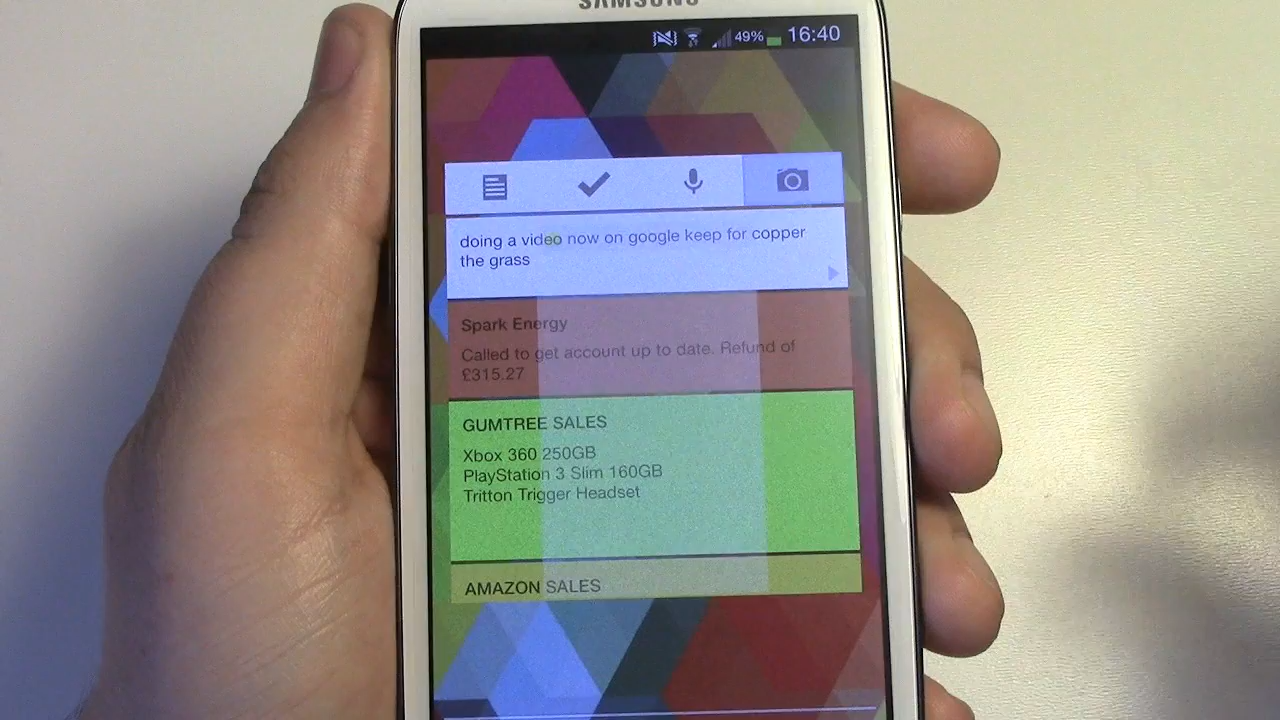 SAMSUNG
49% 16:40
doing a video now on google keep for copper
the grass
Spark Energy
Called to get account up to date. Refund of
£315.27
GUMTREE SALES
Xbox 360 250GB
PlayStation 3 Slim 160GB
Tritton Trigger Headset
AMAZON SALES